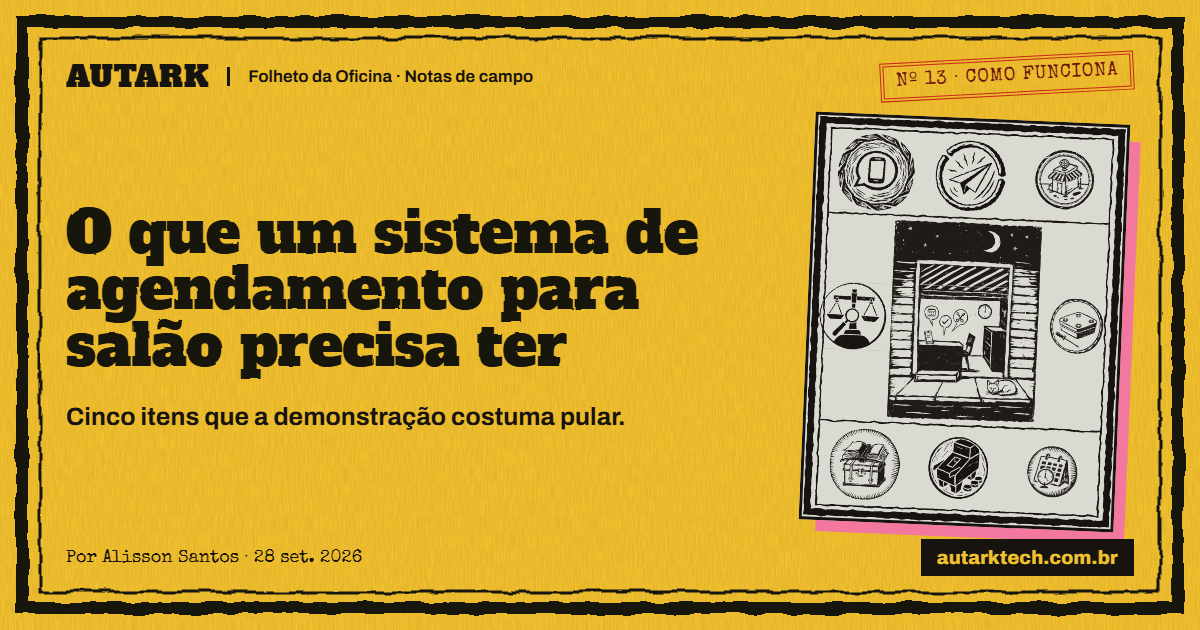 AUTARK
Folheto da Oficina · Notas de campo
Nº 13 · COMO FUNCIONA
O que um sistema de
agendamento para
salão precisa ter
Cinco itens que a demonstração costuma pular.
Por Alisson Santos · 28 set. 2026
autarktech.com.br